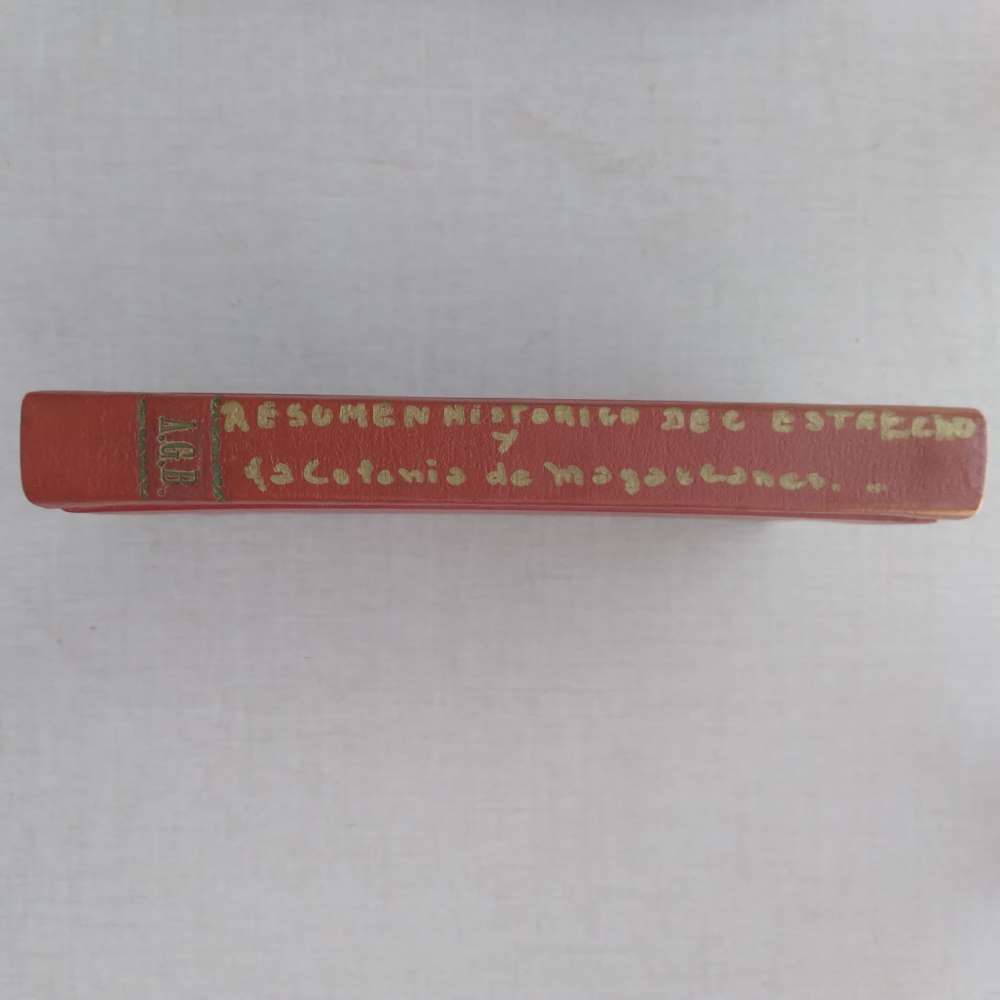 A.G.B.
RESUMEN HISTORICO DEL ESTRECHO
Y
la Colonia de Magallanes...